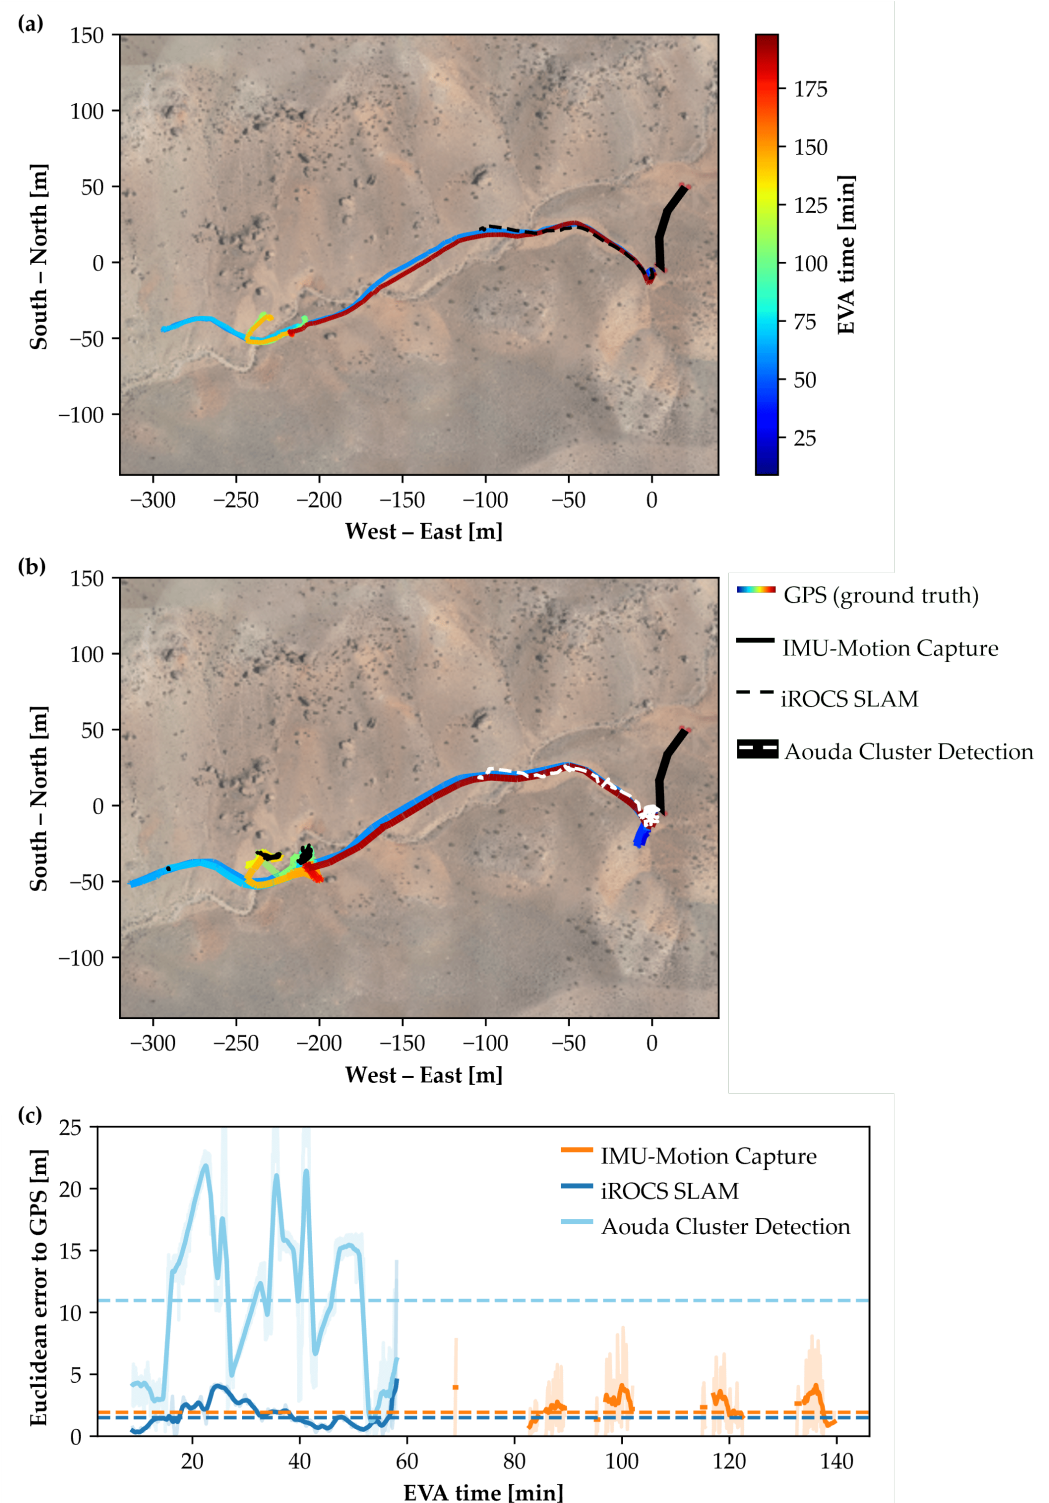 (a)
150
100
50
0
−50
−100
South – North [m]
−300 −250 −200 −150 −100 −50 0
West – East [m]
175
150
125
100
75
50
25
EVA time [min]
(b)
150
100
50
0
−50
−100
South – North [m]
−300 −250 −200 −150 −100 −50 0
West – East [m]
GPS (ground truth)
IMU-Motion Capture
iROCS SLAM
Aouda Cluster Detection
(c)
25
20
15
10
5
0
Euclidean error to GPS [m]
IMU-Motion Capture
iROCS SLAM
Aouda Cluster Detection
20 40 60 80 100 120 140
EVA time [min]